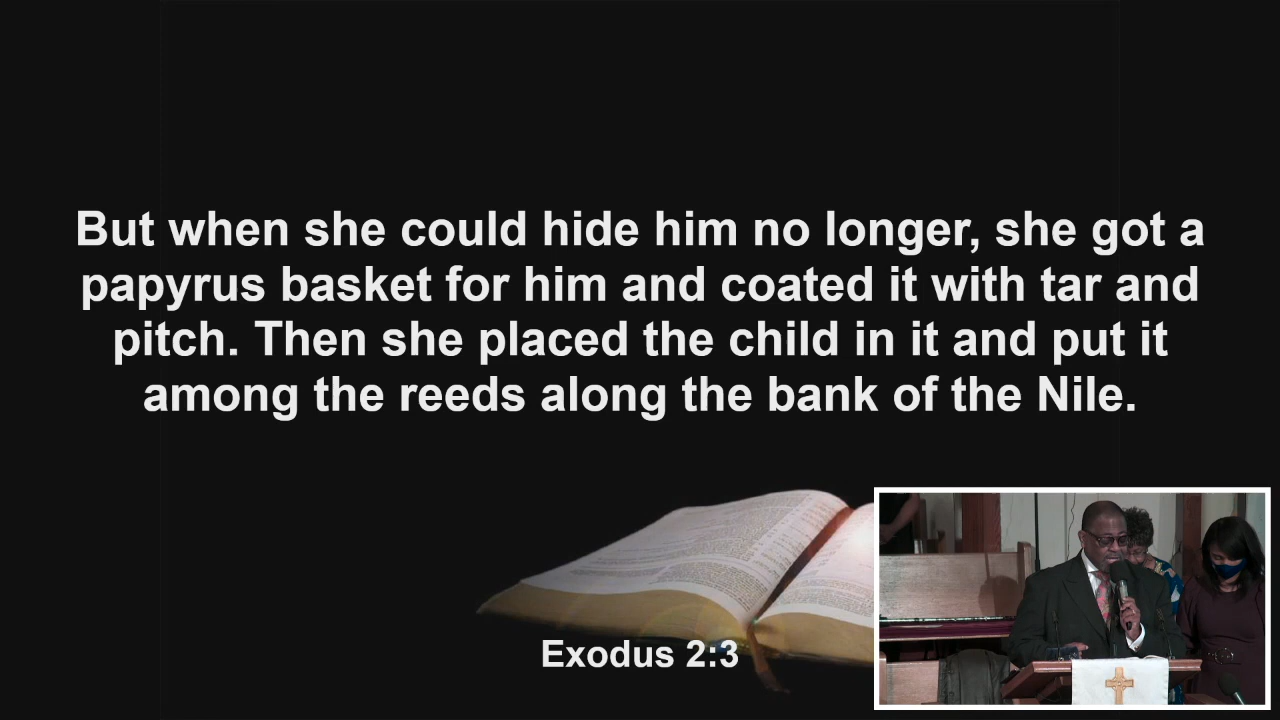 But when she could hide him no longer, she got a
papyrus basket for him and coated it with tar and
pitch. Then she placed the child in it and put it
among the reeds along the bank of the Nile.
Exodus 2:3